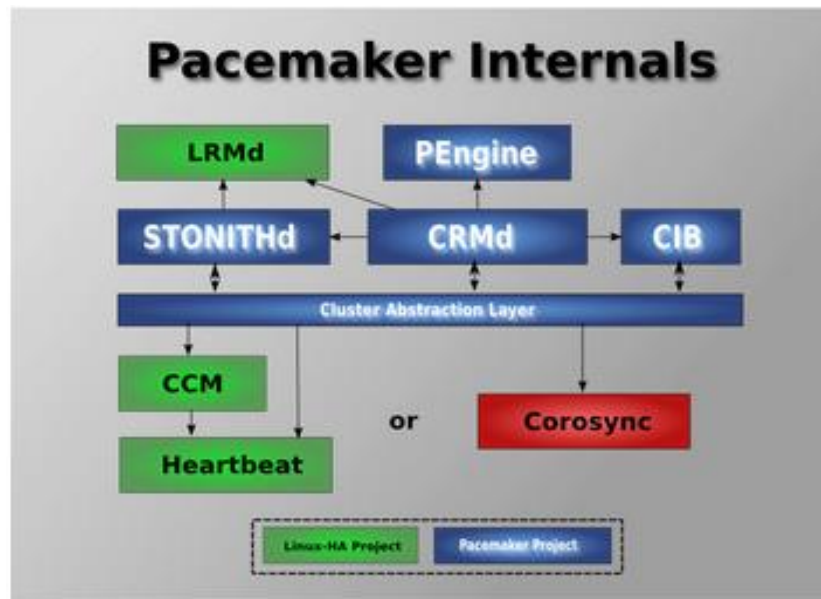 Pacemaker Internals
LRMd
PEngine
STONITHd
CRMd
CIB
Cluster Abstraction Layer
CCM
or
Corosync
Heartbeat
Linux-HA Project
Pacemaker Project